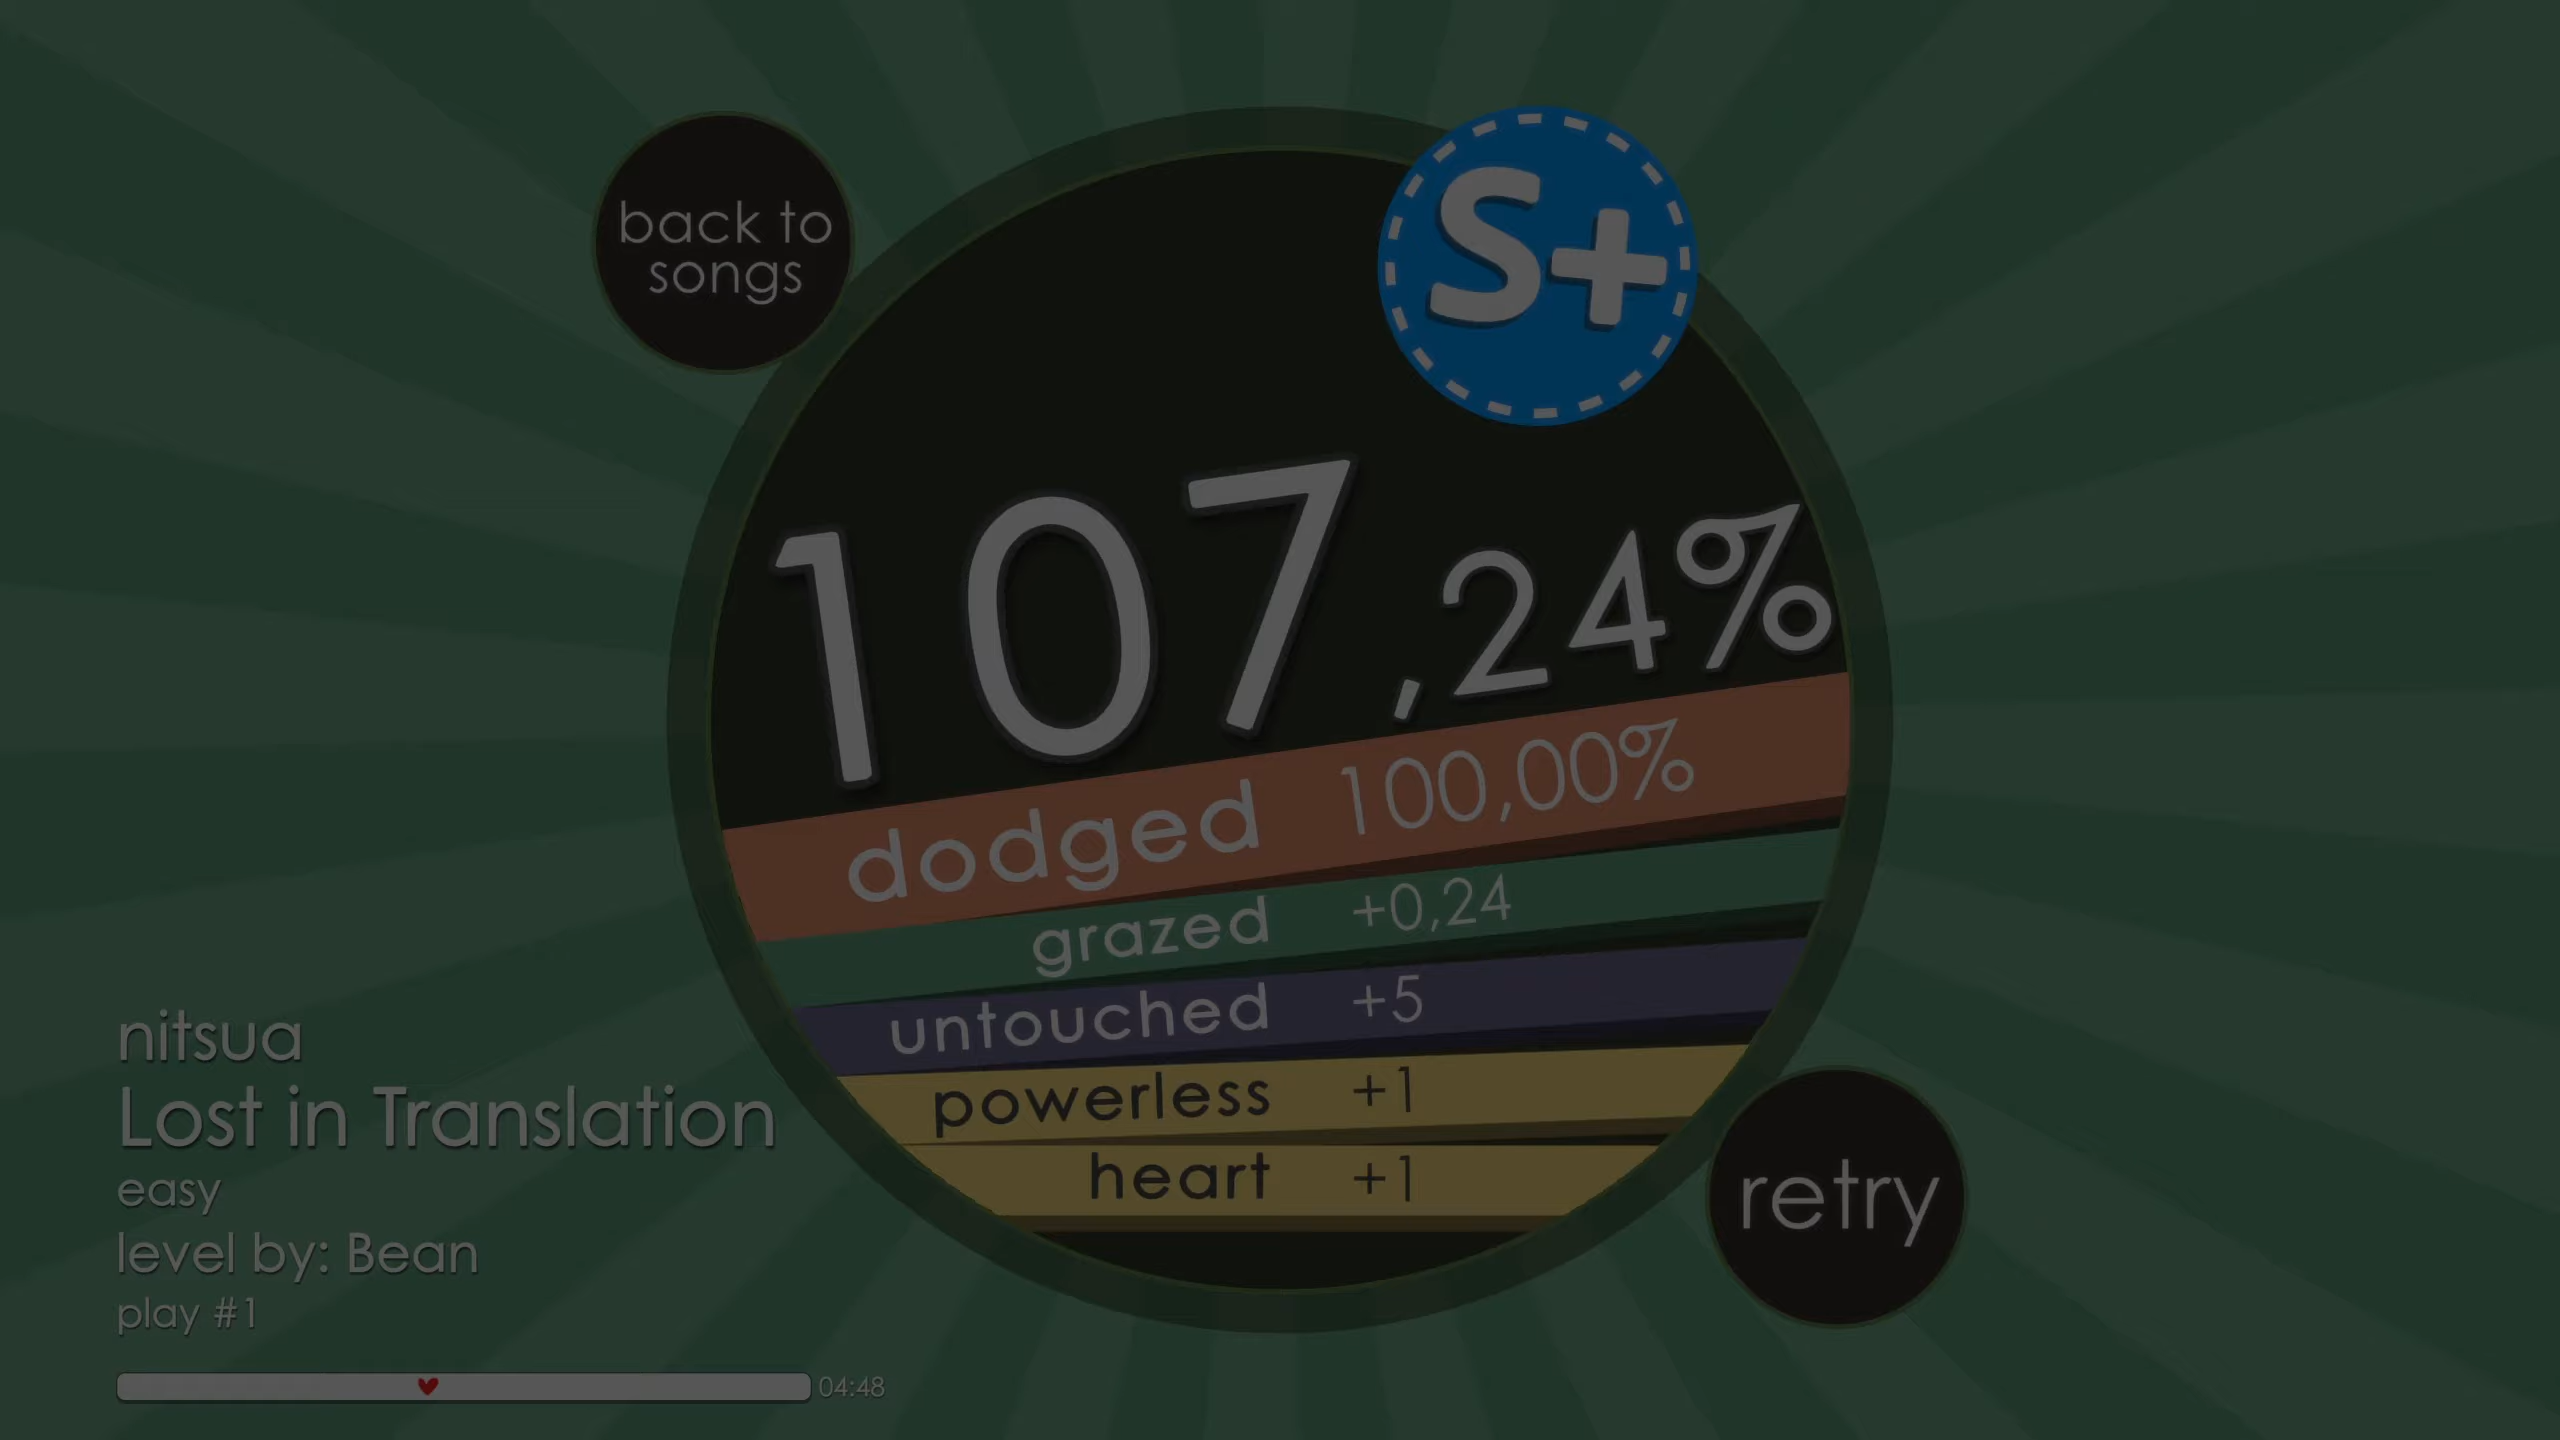 back to
songs
S+
107,24%
dodged 100,00%
grazed +0,24
untouched +5
powerless +1
heart +1
nitsua
Lost in Translation
easy
level by: Bean
play #1
04:48
retry